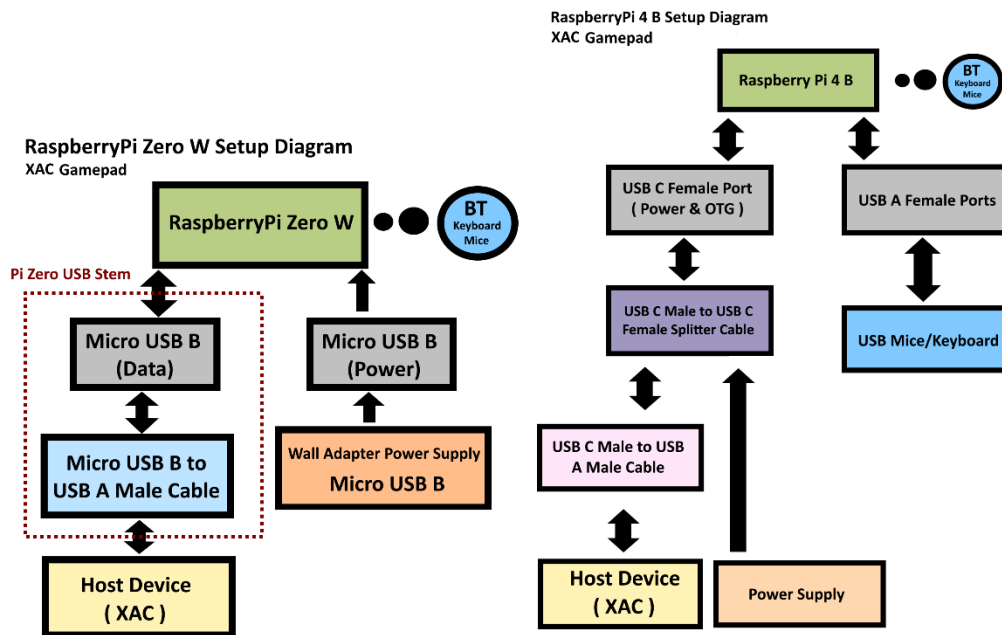 RaspberryPi Zero W Setup Diagram
XAC Gamepad
RaspberryPi Zero W
BT
Keyboard
Mice
Pi Zero USB Stem
Micro USB B
(Data)
Micro USB B
(Power)
Micro USB B to
USB A Male Cable
Wall Adapter Power Supply
Micro USB B
Host Device
( XAC )
RaspberryPi 4 B Setup Diagram
XAC Gamepad
Raspberry Pi 4 B
BT
Keyboard
Mice
USB C Female Port
( Power & OTG )
USB A Female Ports
USB C Male to USB C
Female Splitter Cable
USB Mice/Keyboard
USB C Male to USB
A Male Cable
Host Device
( XAC )
Power Supply